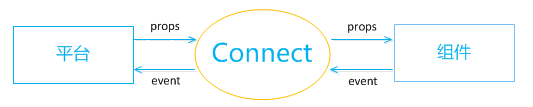 props
props
平台
Connect
组件
event
event